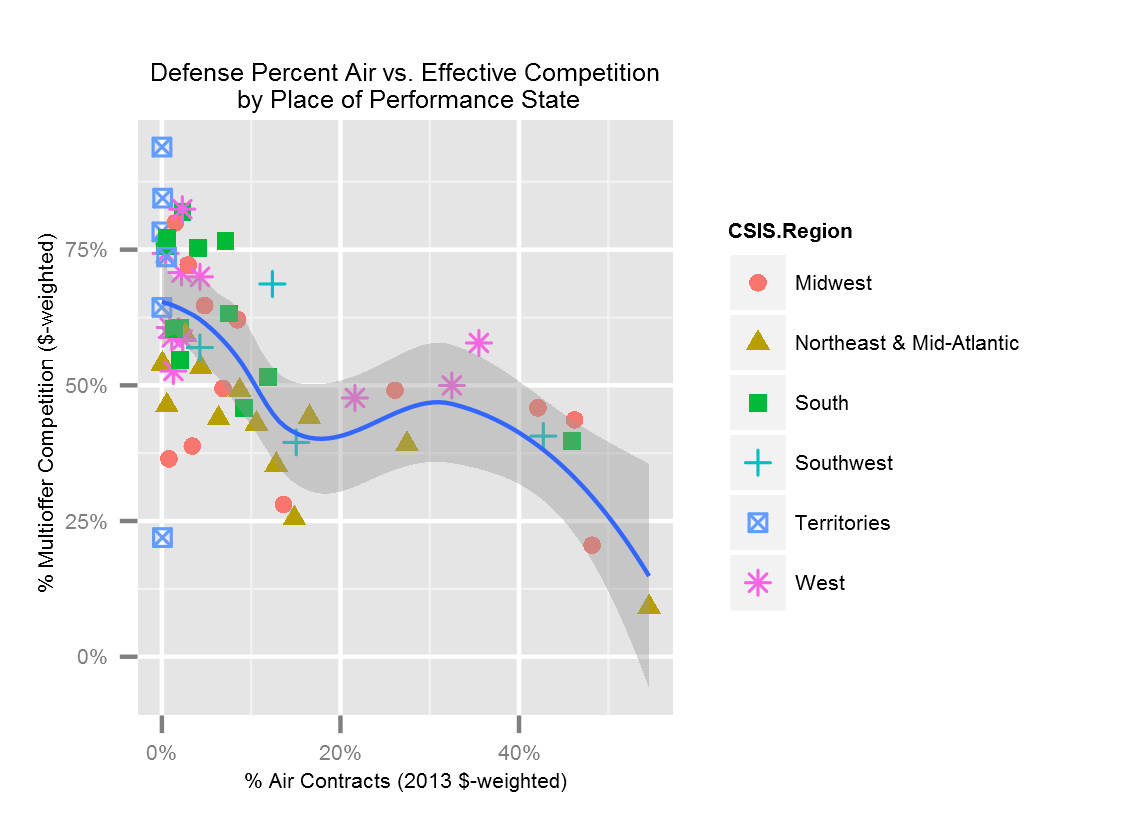 Defense Percent Air vs. Effective Competition
by Place of Performance State
% Multioffer Competition ($-weighted)
75%
50%
25%
0%
0%
20%
40%
% Air Contracts (2013 $-weighted)
CSIS.Region
Midwest
Northeast & Mid-Atlantic
South
Southwest
Territories
West